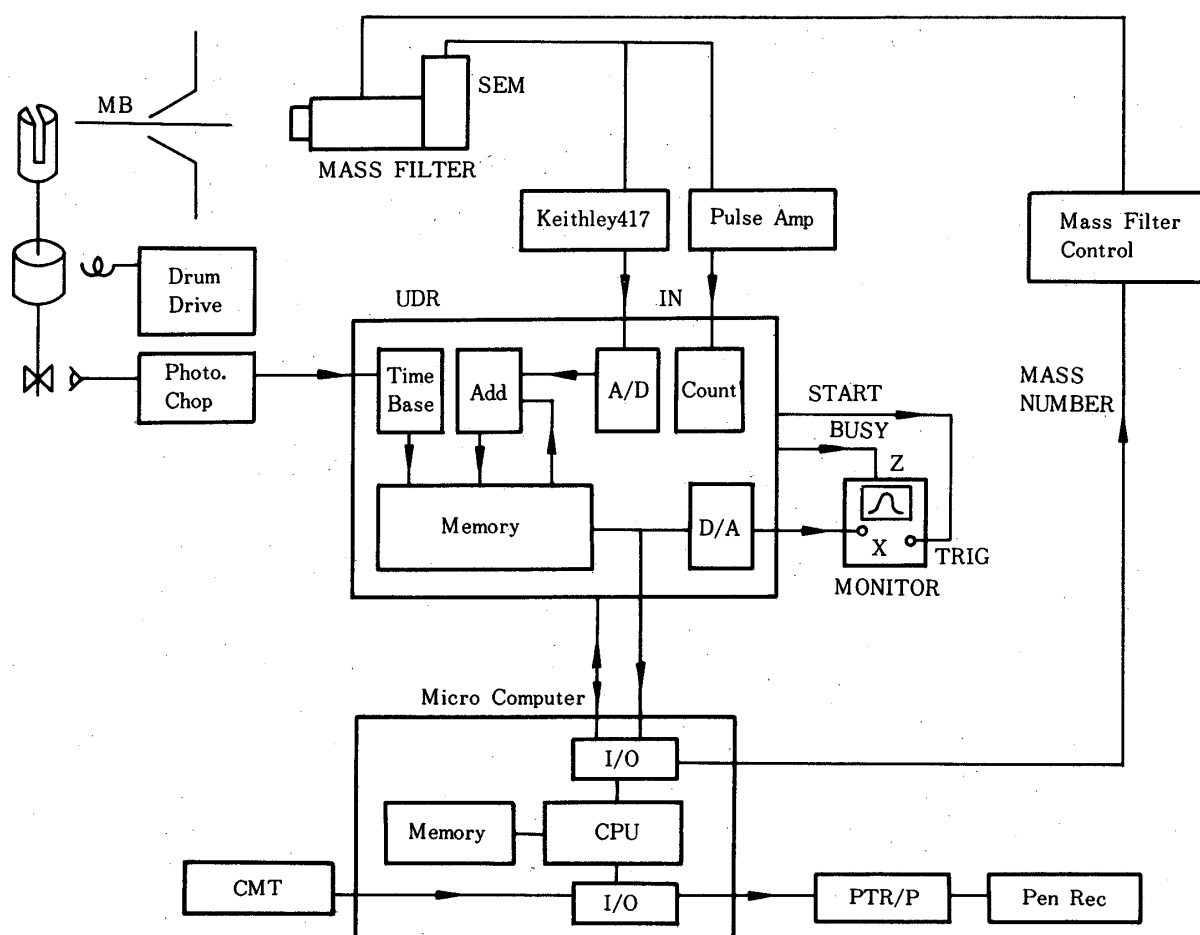 SEM
MB
MASS FILTER
Keithley417
Pulse Amp
Mass Filter
Control
Drum
Drive
UDR
IN
Photo.
Chop
Time
Base
Add
A/D
Count
START
MASS
NUMBER
BUSY
Z
Memory
D/A
X
TRIG
MONITOR
Micro Computer
I/O
Memory
CPU
CMT
I/O
PTR/P
Pen Rec